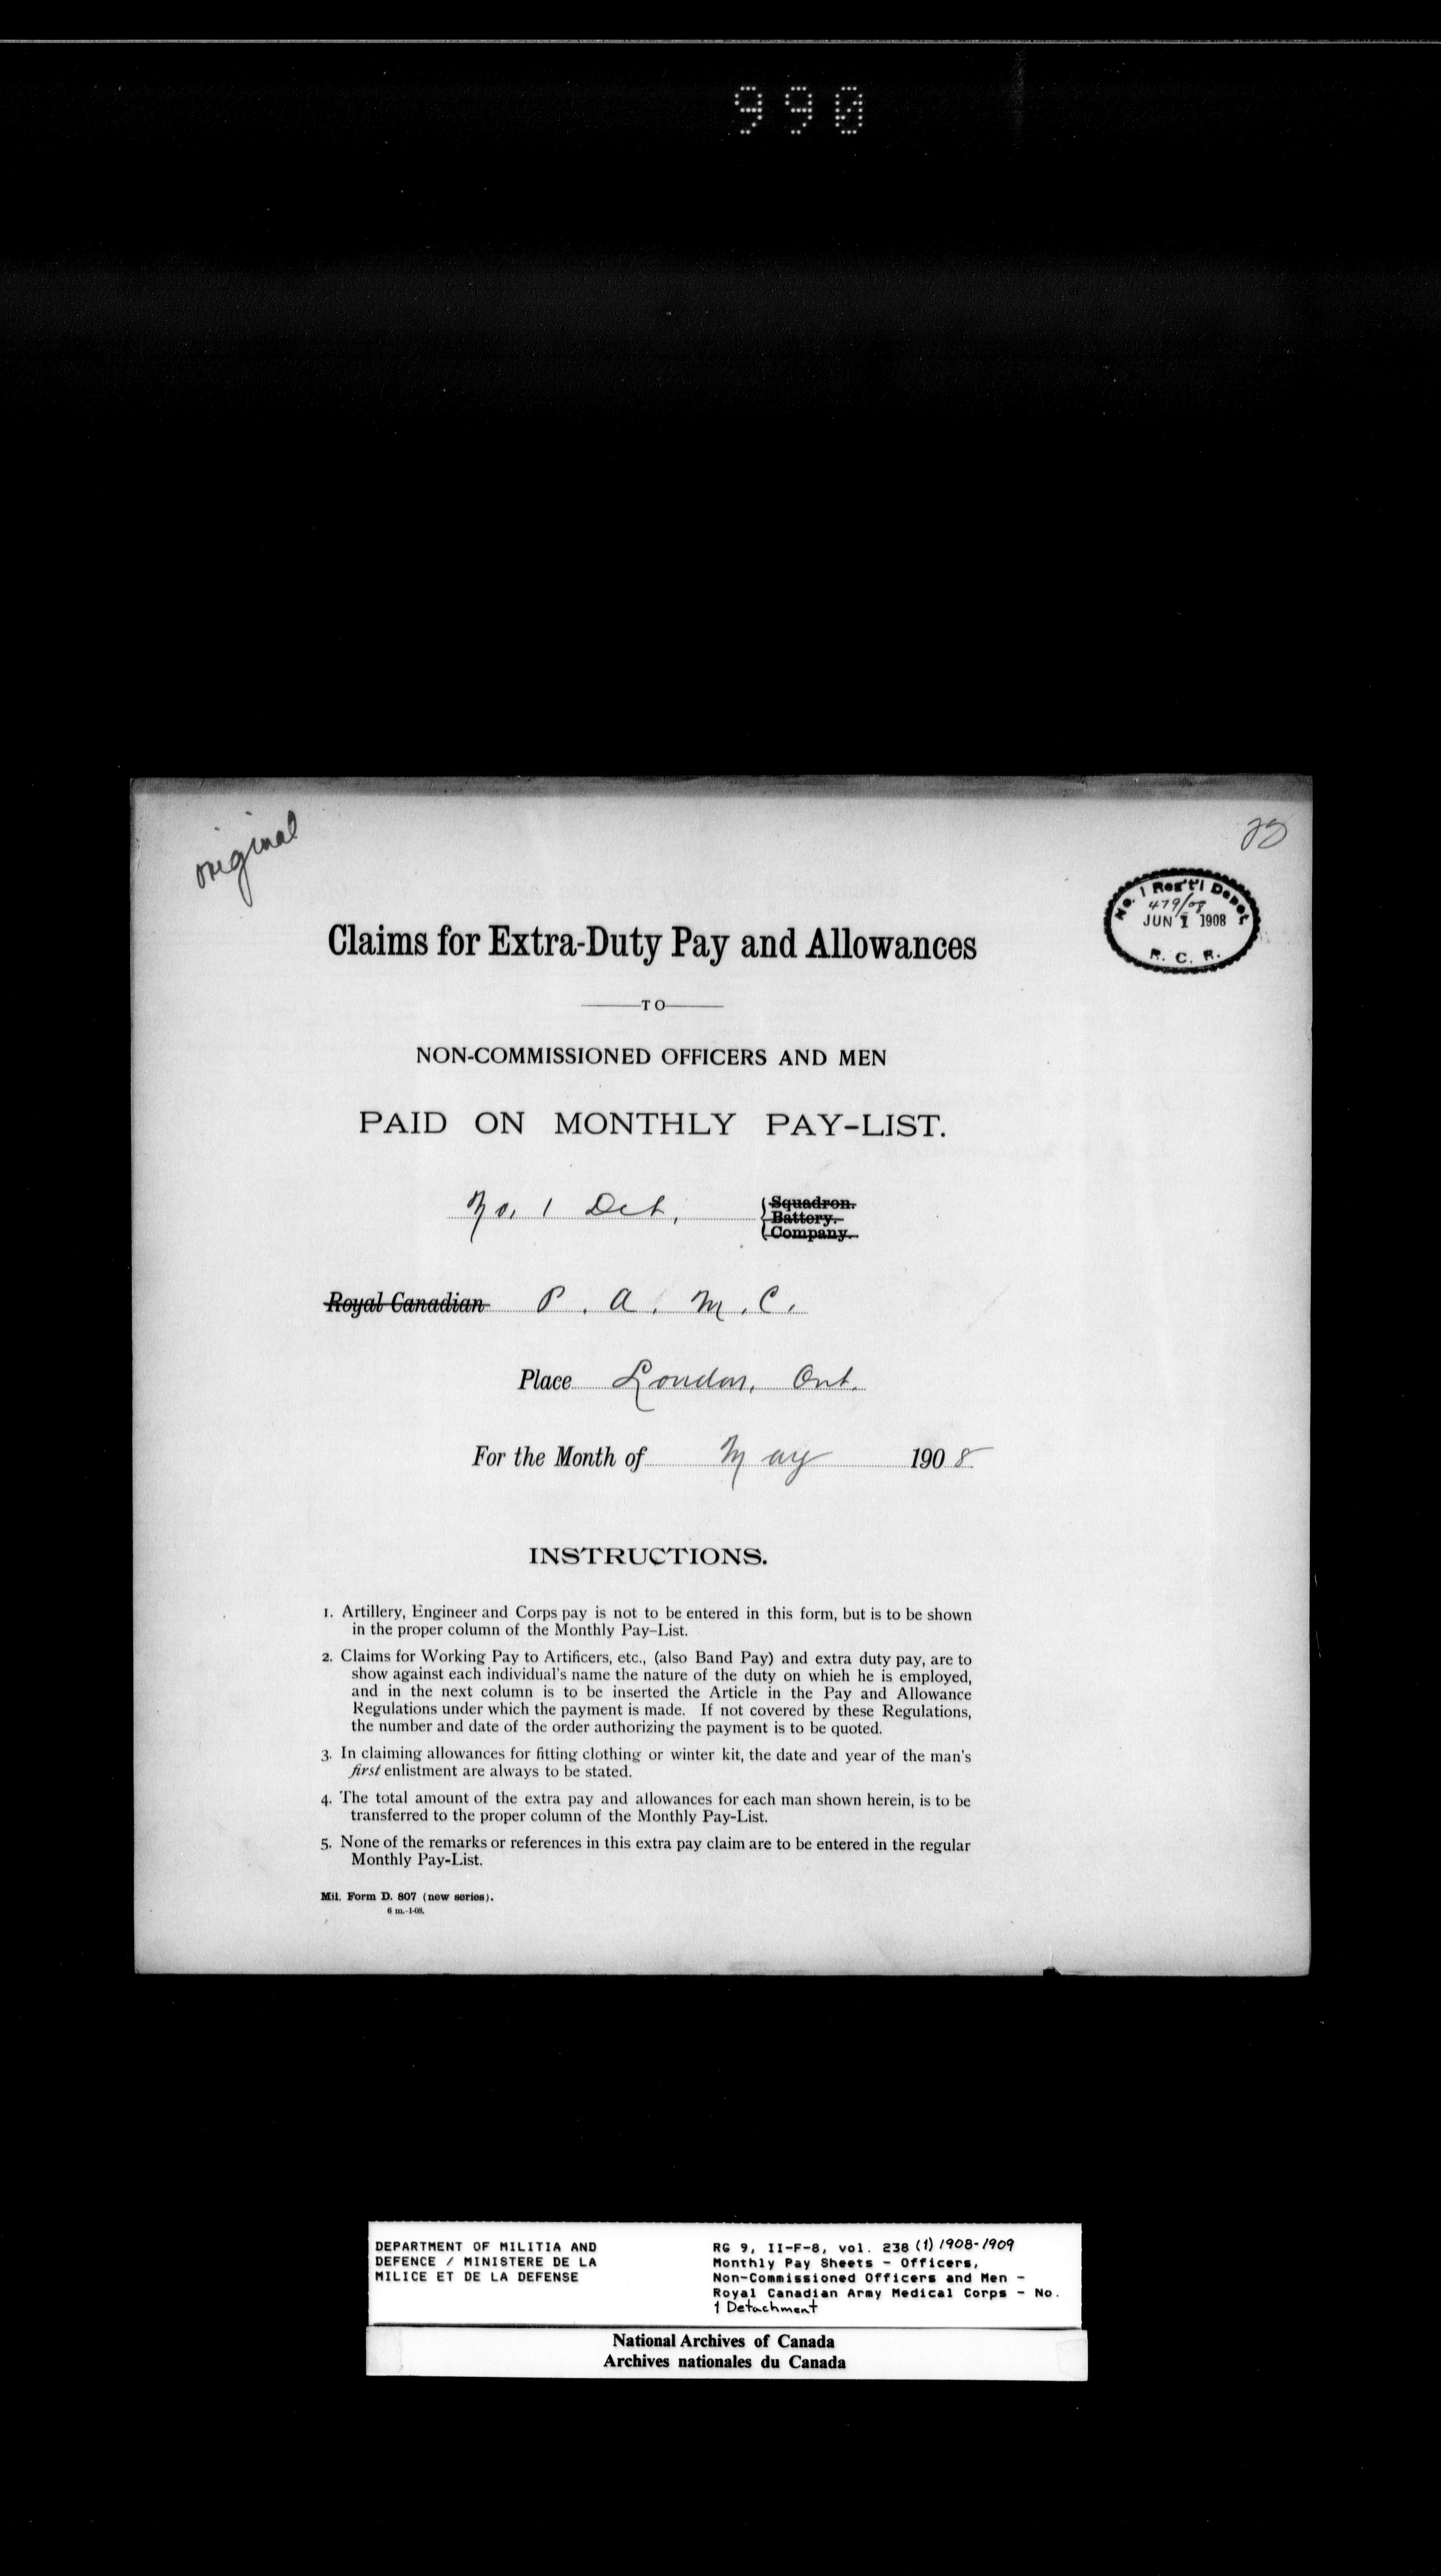 990
original
23
No. 1 Reg't'l Depot,
479/08
JUN 1 1908
R. C. R.
Claims for Extra-Duty Pay and Allowances
TO
NON-COMMISSIONED OFFICERS AND MEN
PAID ON MONTHLY PAY-LIST.
No. 1 Det, Squadron.
Battery.
Company.
Royal Canadian P. A. M. C.
Place London, Ont.
For the Month of May 1908
INSTRUCTIONS.
1. Artillery, Engineer and Corps pay is not to be entered in this form, but is to be shown
in the proper column of the Monthly Pay-List.
2. Claims for Working Pay to Artificers, etc., (also Band Pay) and extra duty pay, are to
show against each individual's name the nature of the duty on which he is employed,
and in the next column is to be inserted the Article in the Pay and Allowance
Regulations under which the payment is made. If not covered by these Regulations,
the number and date of the order authorizing the payment is to be quoted.
3. In claiming allowances for fitting clothing or winter kit, the date and year of the man's
first enlistment are always to be stated.
4. The total amount of the extra pay and allowances for each man shown herein, is to be
transferred to the proper column of the Monthly Pay-List.
5. None of the remarks or references in this extra pay claim are to be entered in the regular
Monthly Pay-List.
Mil. Form D. 807 (new series).
6 m.-1-08.
DEPARTMENT OF MILITIA AND
DEFENCE / MINISTERE DE LA
MILICE ET DE LA DEFENSE
RG 9, II-F-8, vol. 238 (1) 1908-1909
Monthly Pay Sheets - Officers,
Non-Commissioned Officers and Men -
Royal Canadian Army Medical Corps - No.
1 Detachment
National Archives of Canada
Archives nationales du Canada